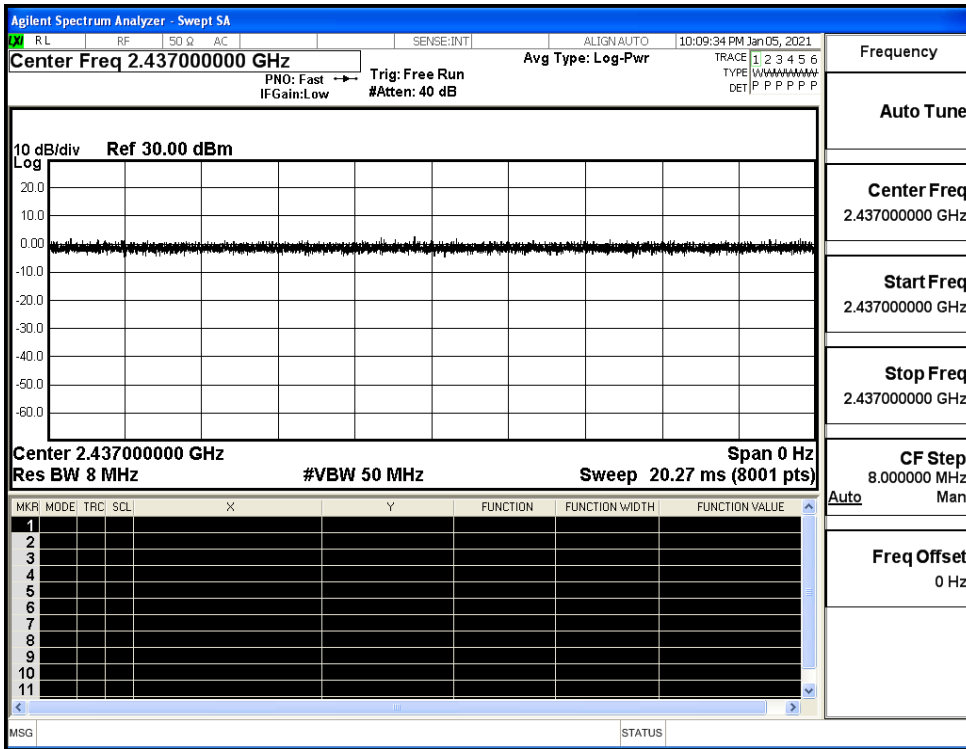 Agilent Spectrum Analyzer - Swept SA
LXI RL RF 50 Ω AC SENSE:INT ALIGN AUTO 10:09:34 PM Jan 05, 2021
Center Freq 2.437000000 GHz
PNO: Fast
IFGain:Low
Trig: Free Run
#Atten: 40 dB
Avg Type: Log-Pwr
TRACE 1 2 3 4 5 6
TYPE WWWWWW
DET P P P P P P
10 dB/div Ref 30.00 dBm
Log
20.0
10.0
0.00
-10.0
-20.0
-30.0
-40.0
-50.0
-60.0
Center 2.437000000 GHz Span 0 Hz
Res BW 8 MHz #VBW 50 MHz Sweep 20.27 ms (8001 pts)
MKR MODE TRC SCL X Y FUNCTION FUNCTION WIDTH FUNCTION VALUE
1
2
3
4
5
6
7
8
9
10
11
MSG STATUS
Frequency
Auto Tune
Center Freq
2.437000000 GHz
Start Freq
2.437000000 GHz
Stop Freq
2.437000000 GHz
CF Step
8.000000 MHz
Auto Man
Freq Offset
0 Hz